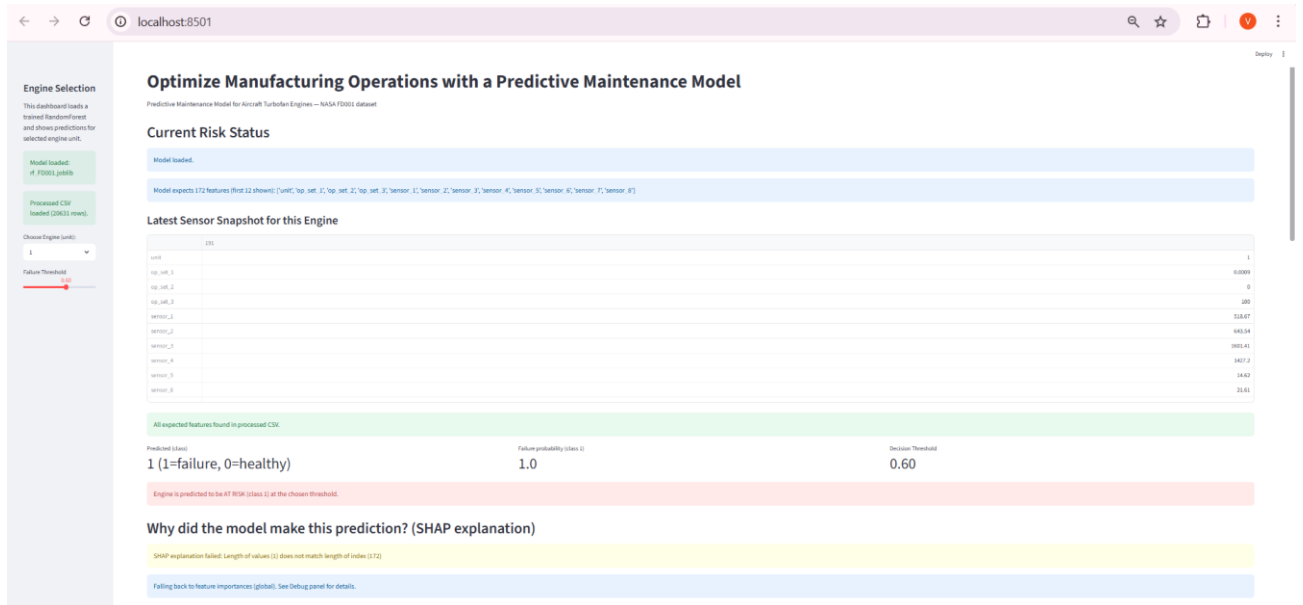 localhost:8501
V
Deploy
Engine Selection
This dashboard loads a
trained RandomForest
and shows predictions for
selected engine unit.
Model loaded:
rf_FD001.joblib
Processed CSV
loaded (20631 rows).
Choose Engine (unit):
1
Failure Threshold
0.60
Optimize Manufacturing Operations with a Predictive Maintenance Model
Predictive Maintenance Model for Aircraft Turbofan Engines — NASA FD001 dataset
Current Risk Status
Model loaded.
Model expects 172 features (first 12 shown): ['unit', 'op_set_1', 'op_set_2', 'op_set_3', 'sensor_1', 'sensor_2', 'sensor_3', 'sensor_4', 'sensor_5', 'sensor_6', 'sensor_7', 'sensor_8']
Latest Sensor Snapshot for this Engine
191
unit 1
op_set_1 0.0009
op_set_2 0
op_set_3 100
sensor_1 518.67
sensor_2 643.54
sensor_3 1601.41
sensor_4 1427.2
sensor_5 14.62
sensor_6 21.61
All expected features found in processed CSV.
Predicted (class) Failure probability (class 1) Decision Threshold
1 (1=failure, 0=healthy) 1.0 0.60
Engine is predicted to be AT RISK (class 1) at the chosen threshold.
Why did the model make this prediction? (SHAP explanation)
SHAP explanation failed: Length of values (1) does not match length of index (172)
Falling back to feature importances (global). See Debug panel for details.